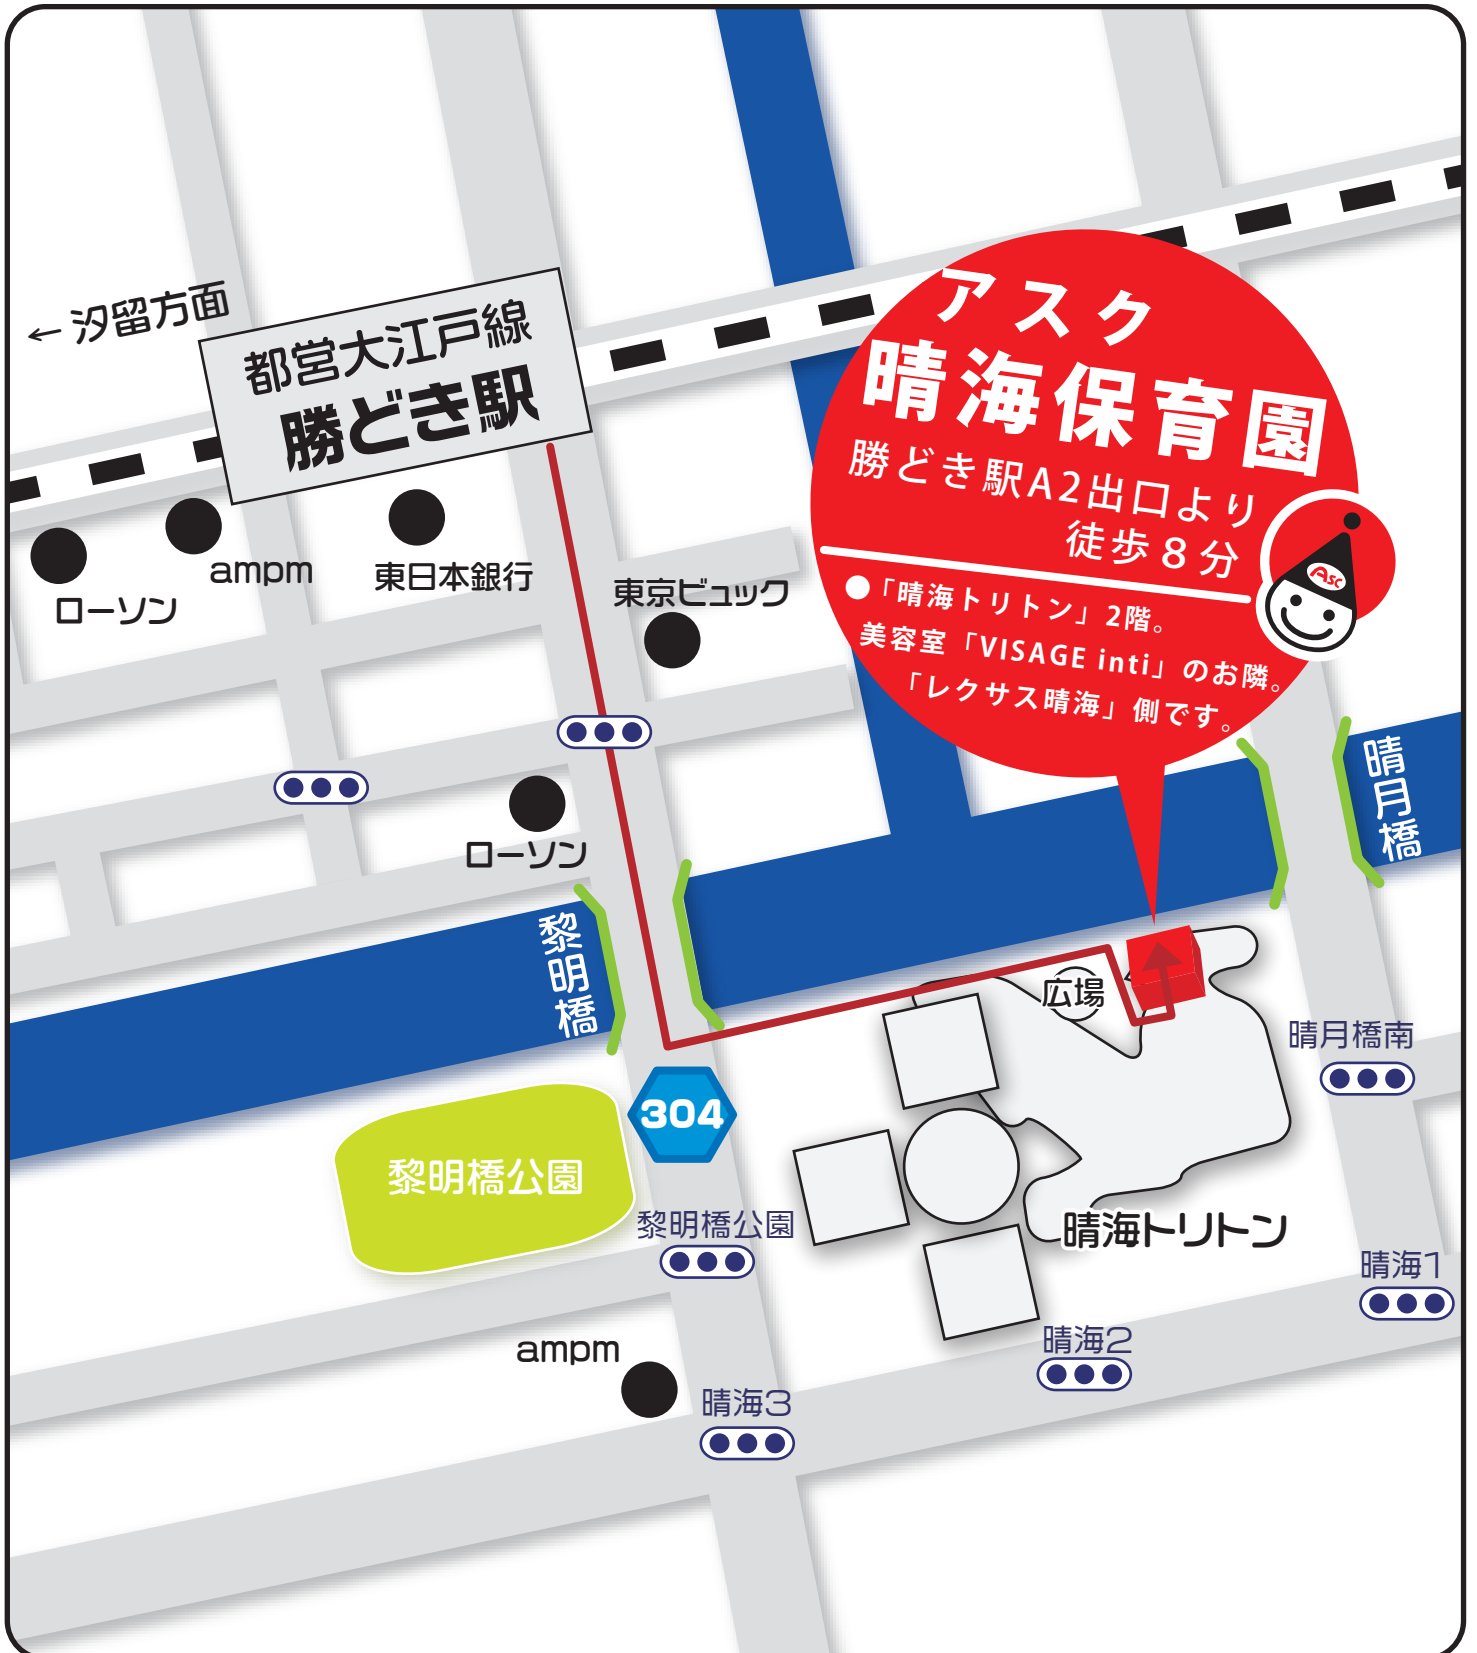 ←汐留方面
都営大江戸線
勝どき駅
アスク
晴海保育園
勝どき駅A2出口より
徒歩8分
Asc
●「晴海トリトン」2階。
美容室「VISAGE inti」のお隣。
「レクサス晴海」側です。
ローソン
ampm
東日本銀行
東京ビュック
ローソン
晴月橋
黎明橋
広場
晴月橋南
304
黎明橋公園
黎明橋公園
晴海トリトン
晴海1
晴海2
ampm
晴海3